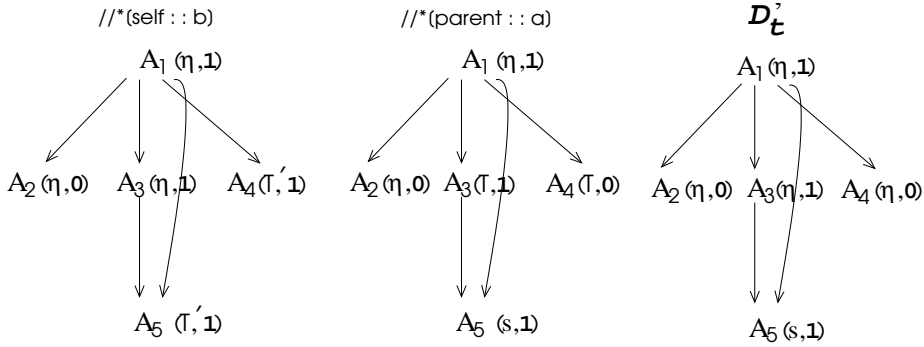 //*[self : : b] //*[parent : : a] D't
A1 (η,1) A1 (η,1) A1 (η,1)
A2 (η,0) A3 (η,1) A4 (T',1) A2 (η,0) A3 (T,1) A4 (T,0) A2 (η,0) A3 (η,1) A4 (η,0)
A5 (T',1) A5 (s,1) A5 (s,1)